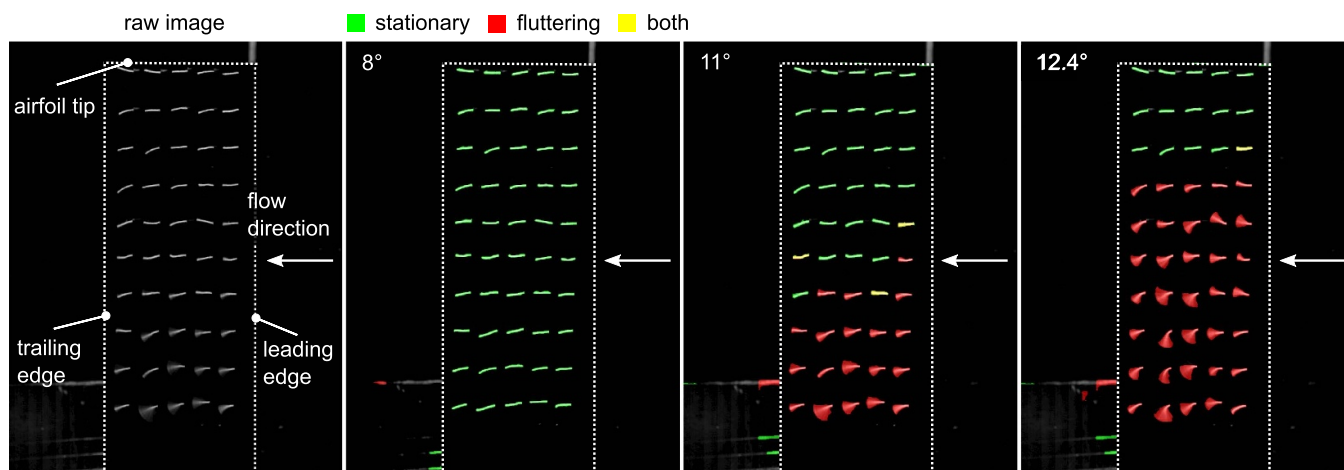 raw image
stationary
fluttering
both
airfoil tip
8°
11°
12.4°
flow
direction
trailing
edge
leading
edge